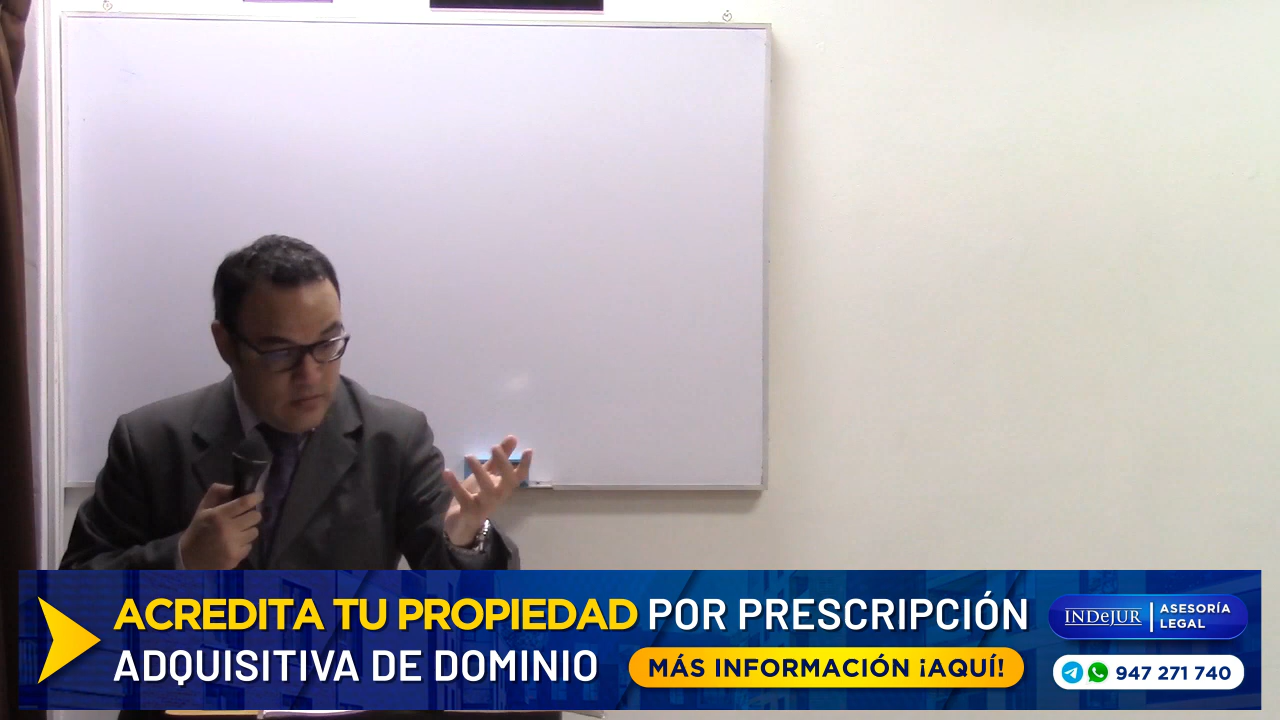 ACREDITA TU PROPIEDAD POR PRESCRIPCIÓN
ADQUISITIVA DE DOMINIO
MÁS INFORMACIÓN ¡AQUÍ!
INDeJUR
ASESORÍA
LEGAL
947 271 740